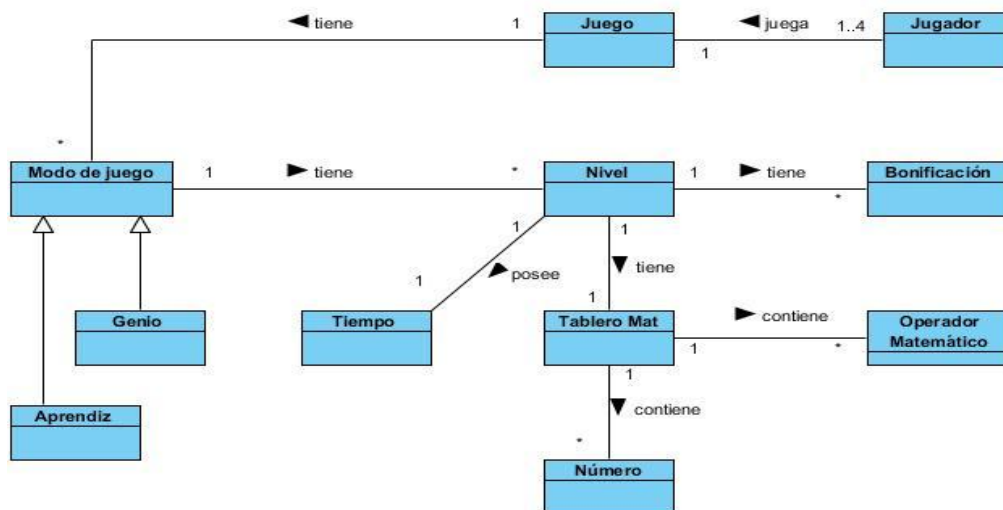 Juego
Jugador
tiene
1
1
juega
1..4
*
Modo de juego
1
tiene
*
Nivel
1
tiene
*
Bonificación
1
posee
1
1
tiene
1
Genio
Tiempo
Tablero Mat
contiene
1
*
Operador
Matemático
1
contiene
*
Aprendiz
Número